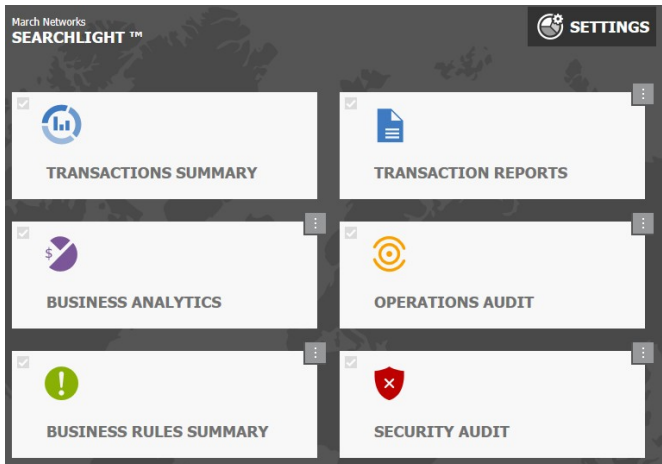 March Networks
SEARCHLIGHT ™
SETTINGS
TRANSACTIONS SUMMARY
TRANSACTION REPORTS
$
BUSINESS ANALYTICS
OPERATIONS AUDIT
BUSINESS RULES SUMMARY
SECURITY AUDIT